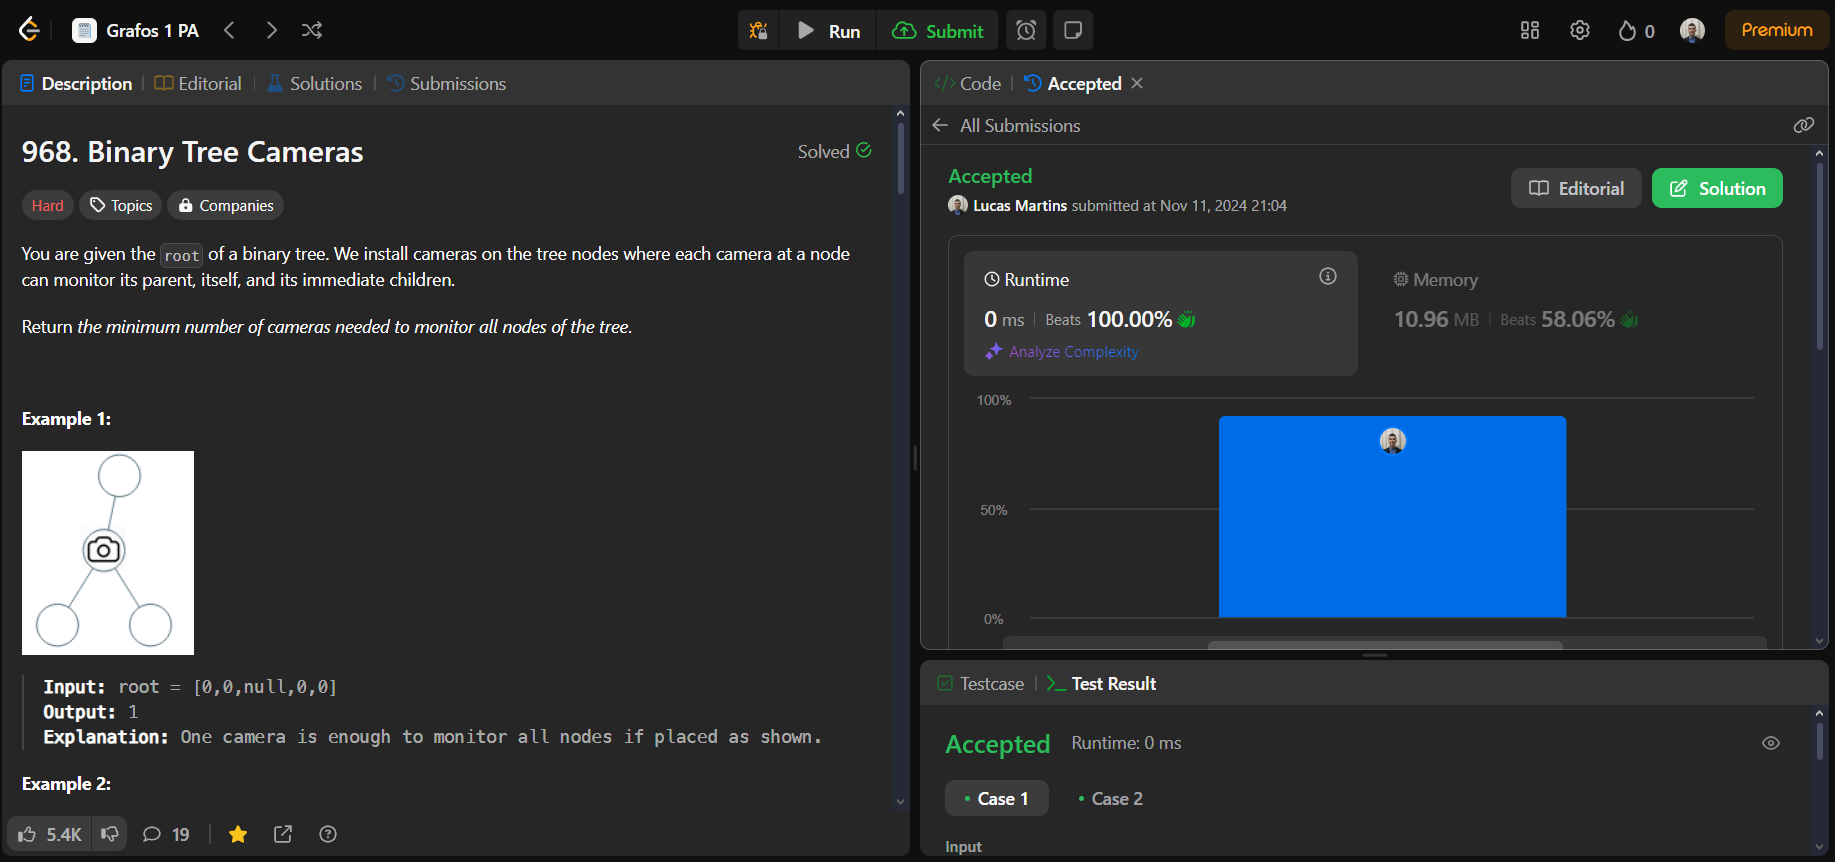 Grafos 1 PA
Run
Submit
0
Premium
Description
Editorial
Solutions
Submissions
968. Binary Tree Cameras
Solved
Hard
Topics
Companies
You are given the root of a binary tree. We install cameras on the tree nodes where each camera at a node
can monitor its parent, itself, and its immediate children.
Return the minimum number of cameras needed to monitor all nodes of the tree.
Example 1:
Input: root = [0,0,null,0,0]
Output: 1
Explanation: One camera is enough to monitor all nodes if placed as shown.
Example 2:
5.4K
19
Code
Accepted
All Submissions
Accepted
Lucas Martins submitted at Nov 11, 2024 21:04
Editorial
Solution
Runtime
0 ms Beats 100.00%
Analyze Complexity
Memory
10.96 MB Beats 58.06%
100%
50%
0%
Testcase
Test Result
Accepted Runtime: 0 ms
Case 1
Case 2
Input